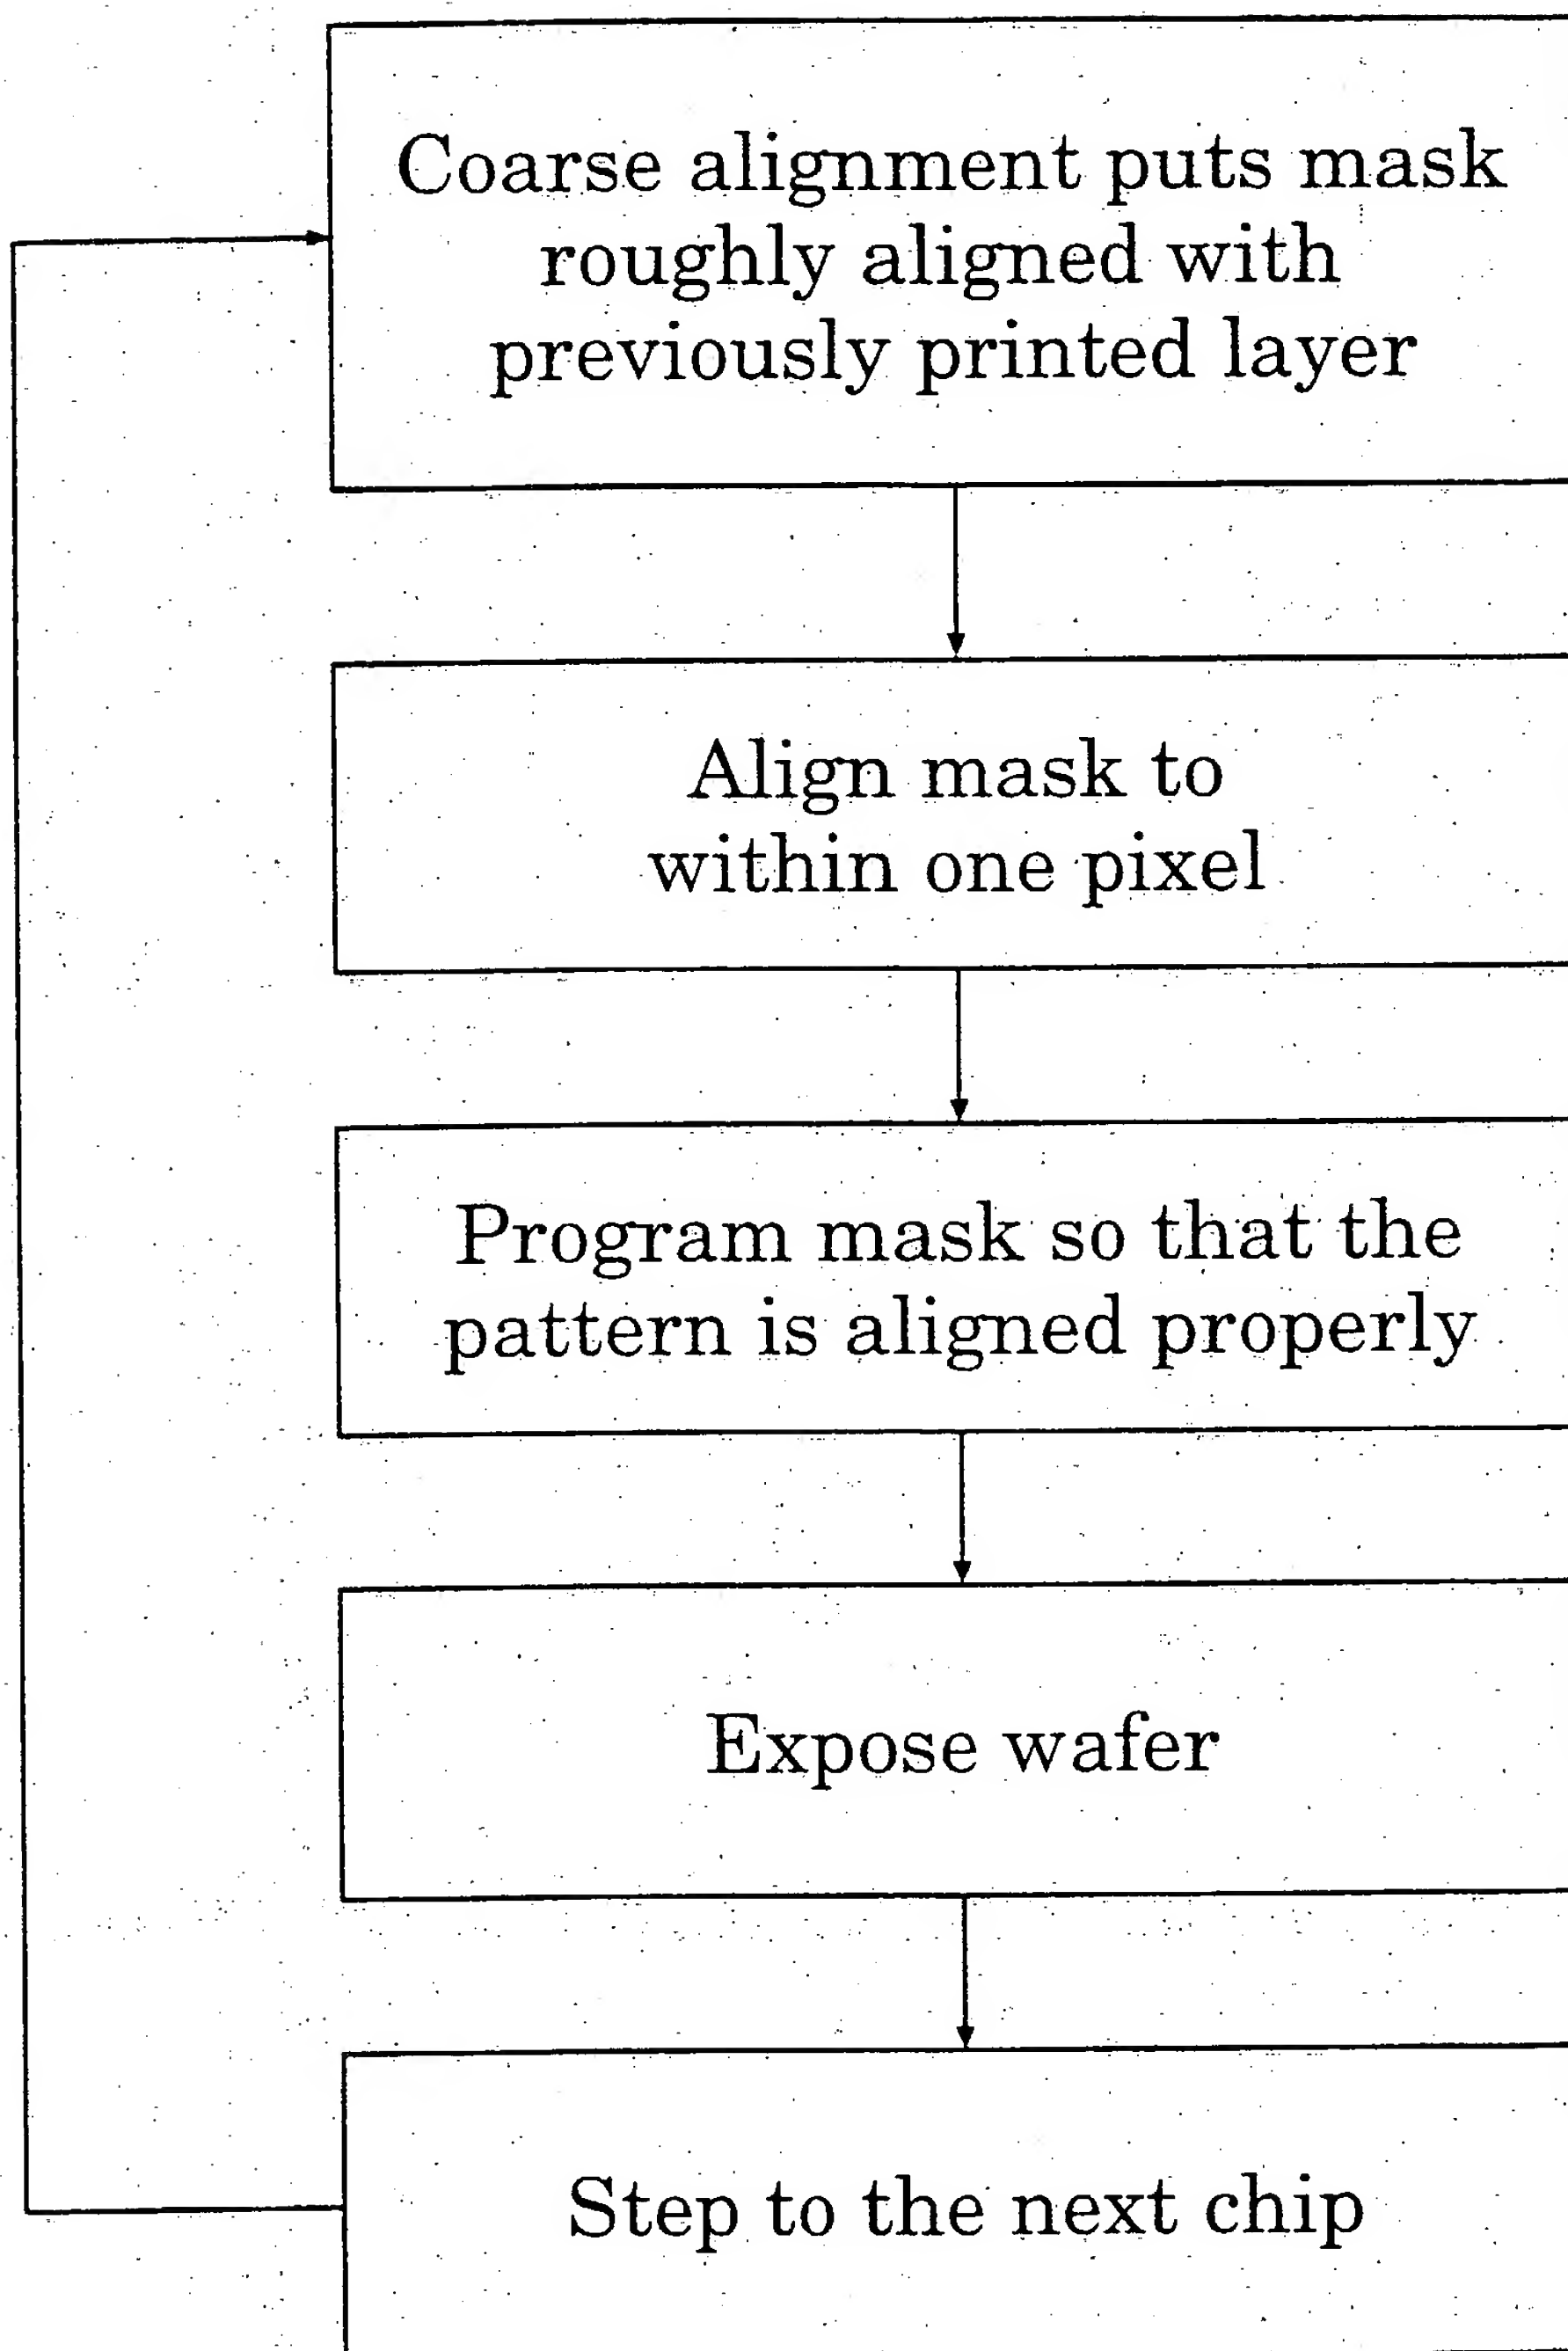 Coarse alignment puts mask
roughly aligned with
previously printed layer
Align mask to
within one pixel
Program mask so that the
pattern is aligned properly
Expose wafer
Step to the next chip